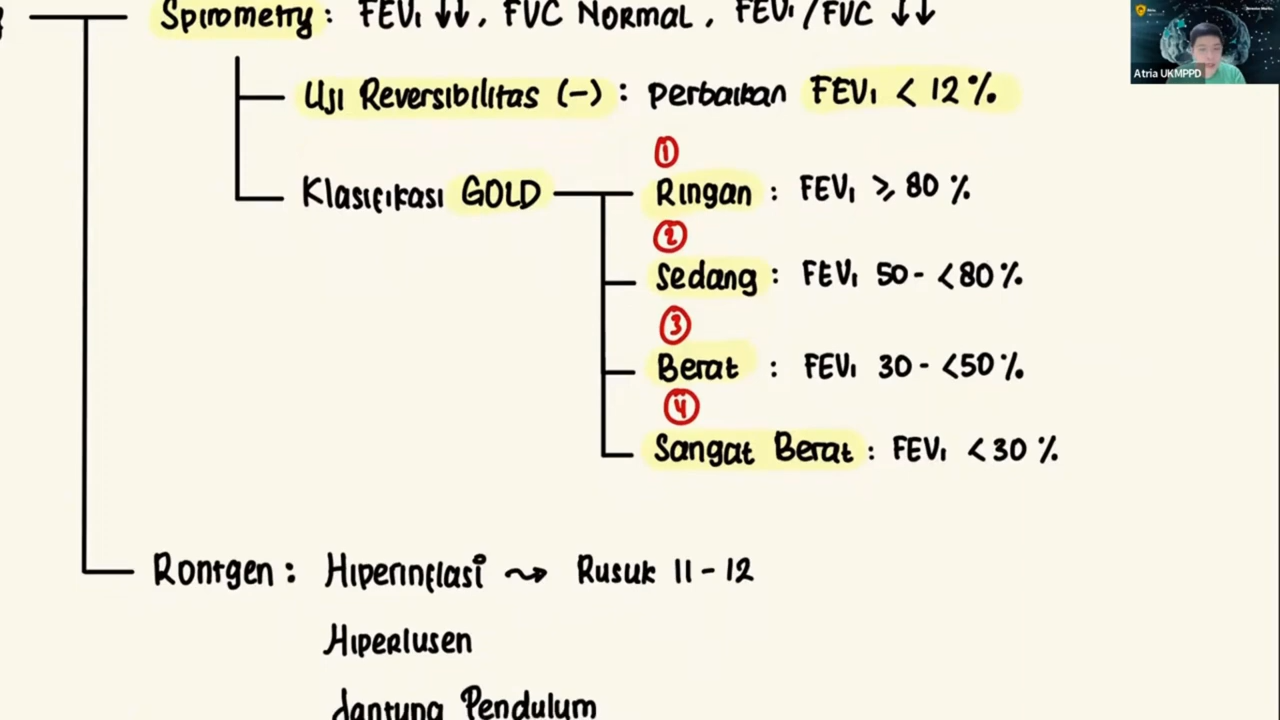 Spirometry : FEV₁ ↓↓, FVC Normal, FEV₁/FVC ↓↓
Uji Reversibilitas (-) : perbaikan FEV₁ < 12%
Klasifikasi GOLD
① Ringan : FEV₁ ≥ 80 %
② Sedang : FEV₁ 50 - <80%
③ Berat : FEV₁ 30 - <50%
④ Sangat Berat : FEV₁ <30 %
Rontgen : Hiperinflasi ⤳ Rusuk 11 - 12
Hiperlusen
Jantung Pendulum
Atria UKMPPD